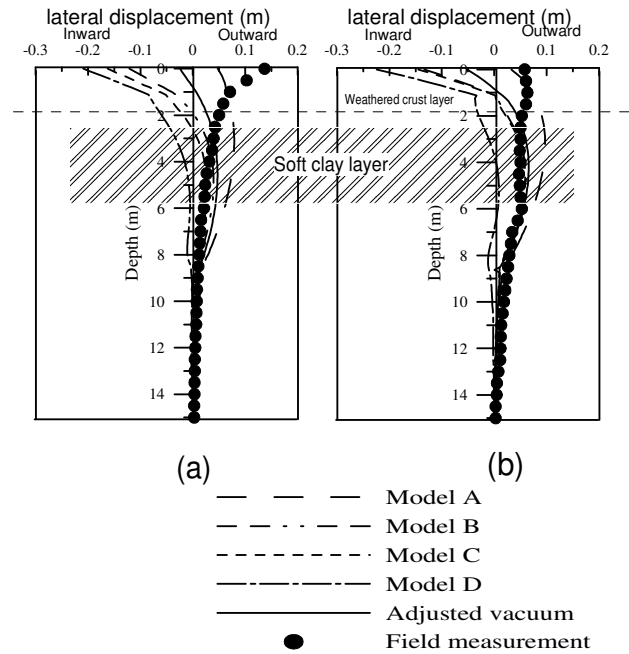 lateral displacement (m) lateral displacement (m)
-0.3 -0.2 -0.1 0 0.1 0.2 -0.3 -0.2 -0.1 0 0.1 0.2
Inward Outward Inward Outward
0 0
Weathered crust layer
2 2
4 Soft clay layer 4
6 6
Depth (m) Depth (m)
8 8
10 10
12 12
14 14
(a) (b)
Model A
Model B
Model C
Model D
Adjusted vacuum
Field measurement